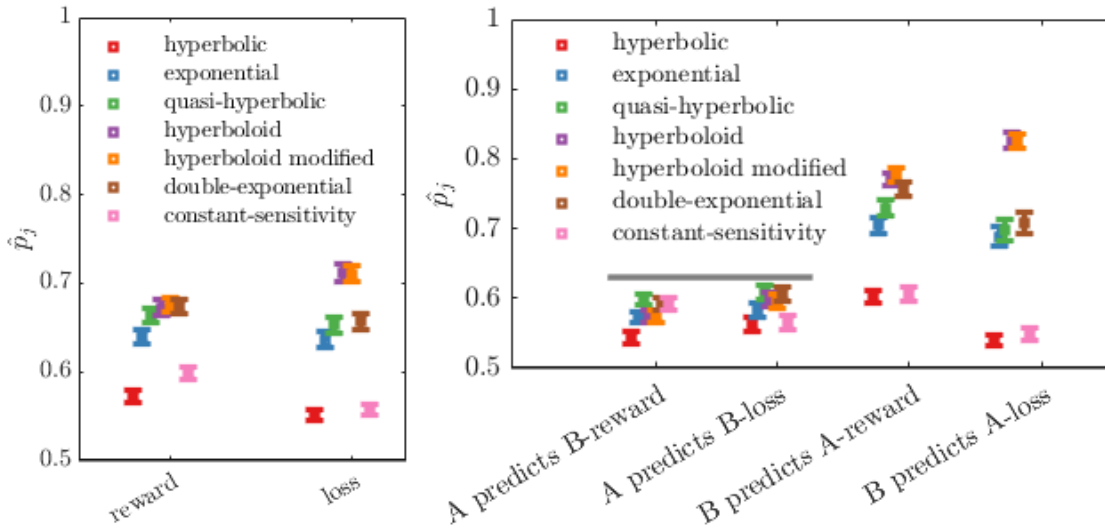 1
0.9
0.8
0.7
0.6
0.5
p̂j
hyperbolic
exponential
quasi-hyperbolic
hyperboloid
hyperboloid modified
double-exponential
constant-sensitivity
reward
loss
1
0.9
0.8
0.7
0.6
0.5
p̂j
hyperbolic
exponential
quasi-hyperbolic
hyperboloid
hyperboloid modified
double-exponential
constant-sensitivity
A predicts B-reward
A predicts B-loss
B predicts A-reward
B predicts A-loss